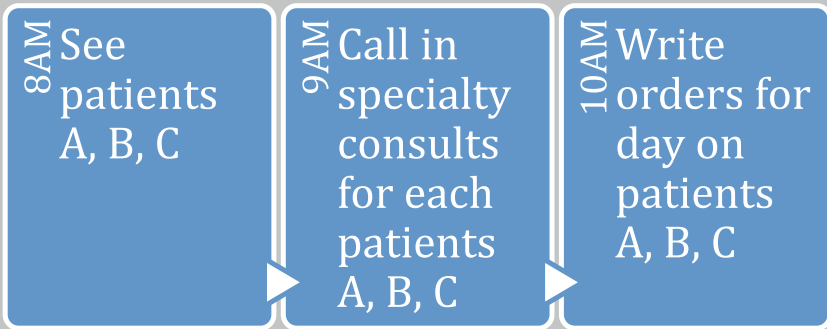 8AM
See
patients
A, B, C
9AM
Call in
specialty
consults
for each
patients
A, B, C
10AM
Write
orders for
day on
patients
A, B, C